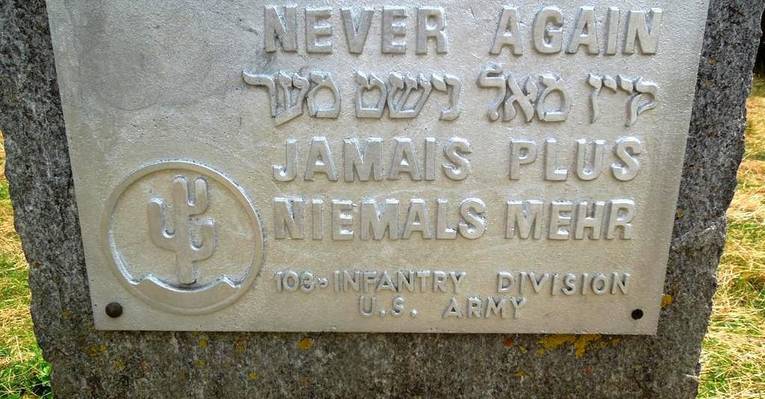 NEVER AGAIN
קיין מאל נישט מער
JAMAIS PLUS
NIEMALS MEHR
103D INFANTRY DIVISION
U.S. ARMY